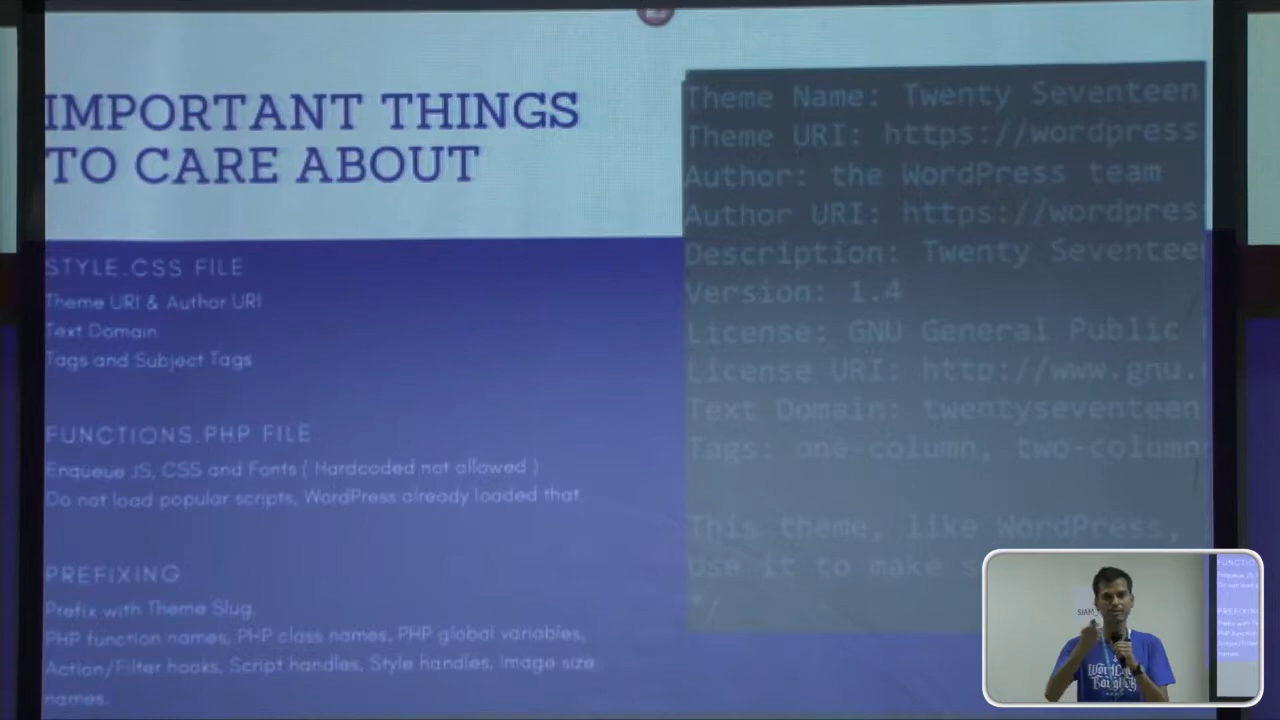 IMPORTANT THINGS
TO CARE ABOUT
STYLE.CSS FILE
Theme URI & Author URI
Text Domain
Tags and Subject Tags
FUNCTIONS.PHP FILE
Enqueue JS, CSS and Fonts ( Hardcoded not allowed )
Do not load popular scripts, WordPress already loaded that.
PREFIXING
Prefix with Theme Slug.
PHP function names, PHP class names, PHP global variables,
Action/Filter hooks, Script handles, Style handles, Image size
names.
Theme Name: Twenty Seventeen
Theme URI: https://wordpress
Author: the WordPress team
Author URI: https://wordpres
Description: Twenty Seventee
Version: 1.4
License: GNU General Public
License URI: http://www.gnu.
Text Domain: twentyseventeen
Tags: one-column, two-column
This theme, like WordPress,
Use it to make
*/
SIAM
WordCamp
Bangkok
PREFIXING